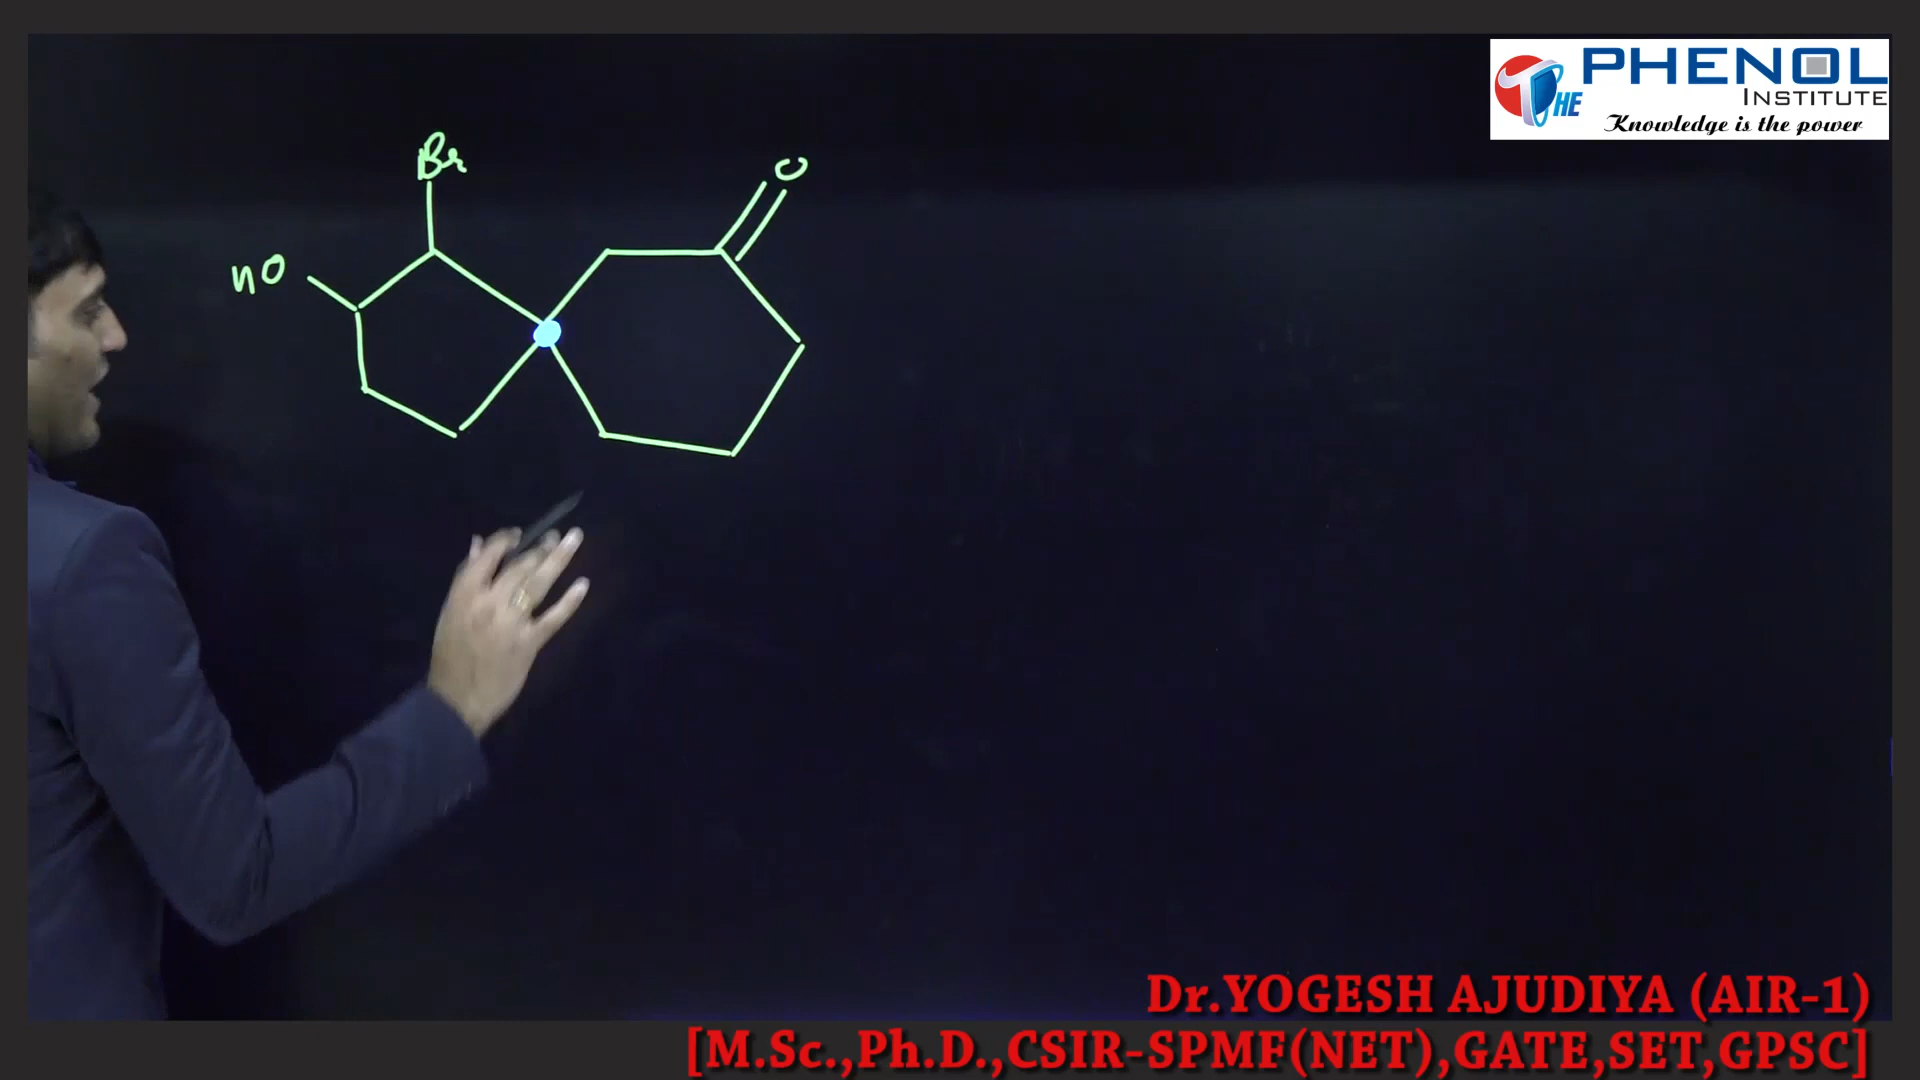 THE PHENOL
INSTITUTE
Knowledge is the power
Br
O
HO
Dr.YOGESH AJUDIYA (AIR-1)
[M.Sc.,Ph.D.,CSIR-SPMF(NET),GATE,SET,GPSC]